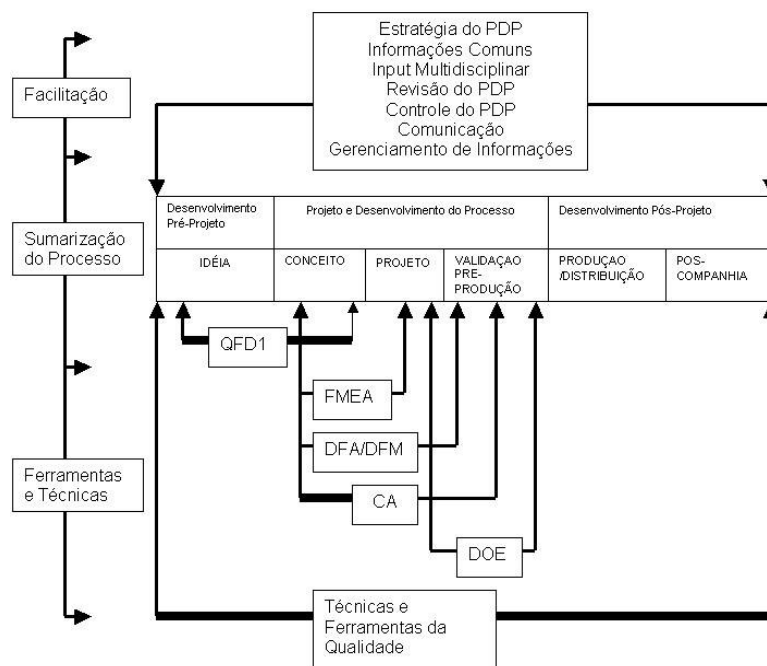 Estratégia do PDP
Informações Comuns
Input Multidisciplinar
Revisão do PDP
Controle do PDP
Comunicação
Gerenciamento de Informações
Facilitação
Sumarização
do Processo
Ferramentas
e Técnicas
Desenvolvimento
Pré-Projeto
Projeto e Desenvolvimento do Processo
Desenvolvimento Pós-Projeto
IDÉIA
CONCEITO
PROJETO
VALIDAÇAO
PRE-
PRODUÇÃO
PRODUÇAO
/DISTRIBUIÇÃO
POS-
COMPANHIA
QFD1
FMEA
DFA/DFM
CA
DOE
Técnicas e
Ferramentas da
Qualidade